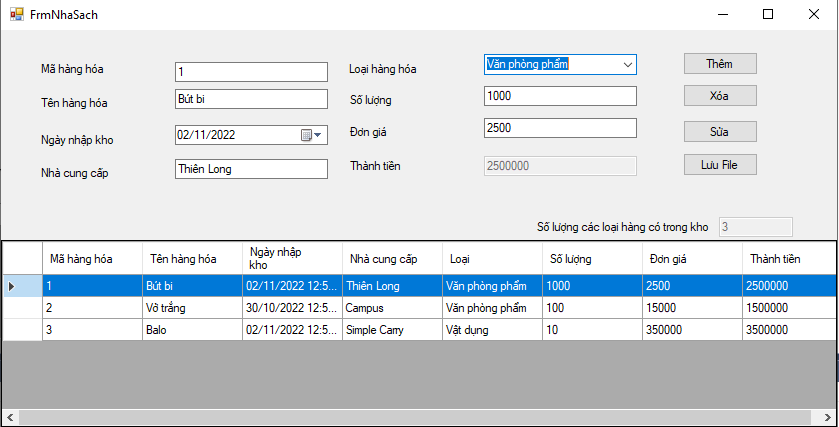 FrmNhaSach
Mã hàng hóa 1 Loại hàng hóa Văn phòng phẩm Thêm
Tên hàng hóa Bút bi Số lượng 1000 Xóa
Ngày nhập kho 02/11/2022 Đơn giá 2500 Sửa
Nhà cung cấp Thiên Long Thành tiền 2500000 Lưu File
Số lượng các loại hàng có trong kho 3
Mã hàng hóa Tên hàng hóa Ngày nhập kho Nhà cung cấp Loại Số lượng Đơn giá Thành tiền
1 Bút bi 02/11/2022 12:5... Thiên Long Văn phòng phẩm 1000 2500 2500000
2 Vở trắng 30/10/2022 12:5... Campus Văn phòng phẩm 100 15000 1500000
3 Balo 02/11/2022 12:5... Simple Carry Vật dụng 10 350000 3500000